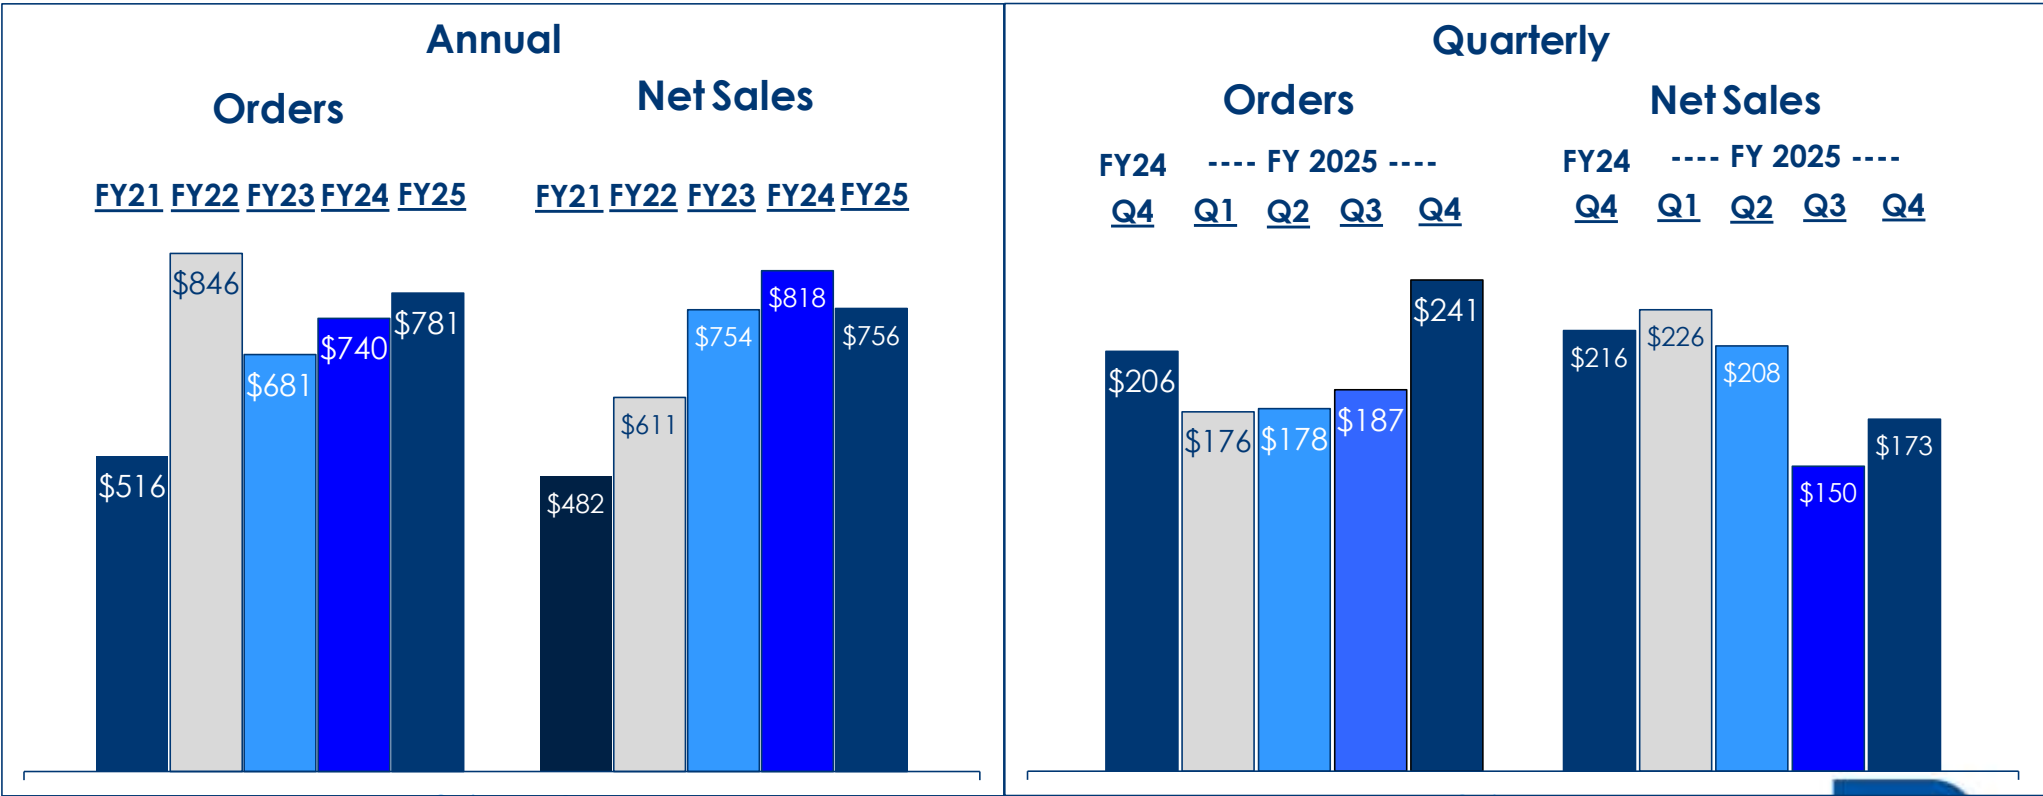 Annual
Orders
Net Sales
FY21 FY22 FY23 FY24 FY25
FY21 FY22 FY23 FY24 FY25
$516
$846
$681
$740
$781
$482
$611
$754
$818
$756
Quarterly
Orders
Net Sales
FY24 ---- FY 2025 ----
Q4 Q1 Q2 Q3 Q4
FY24 ---- FY 2025 ----
Q4 Q1 Q2 Q3 Q4
$206
$176
$178
$187
$241
$216
$226
$208
$150
$173